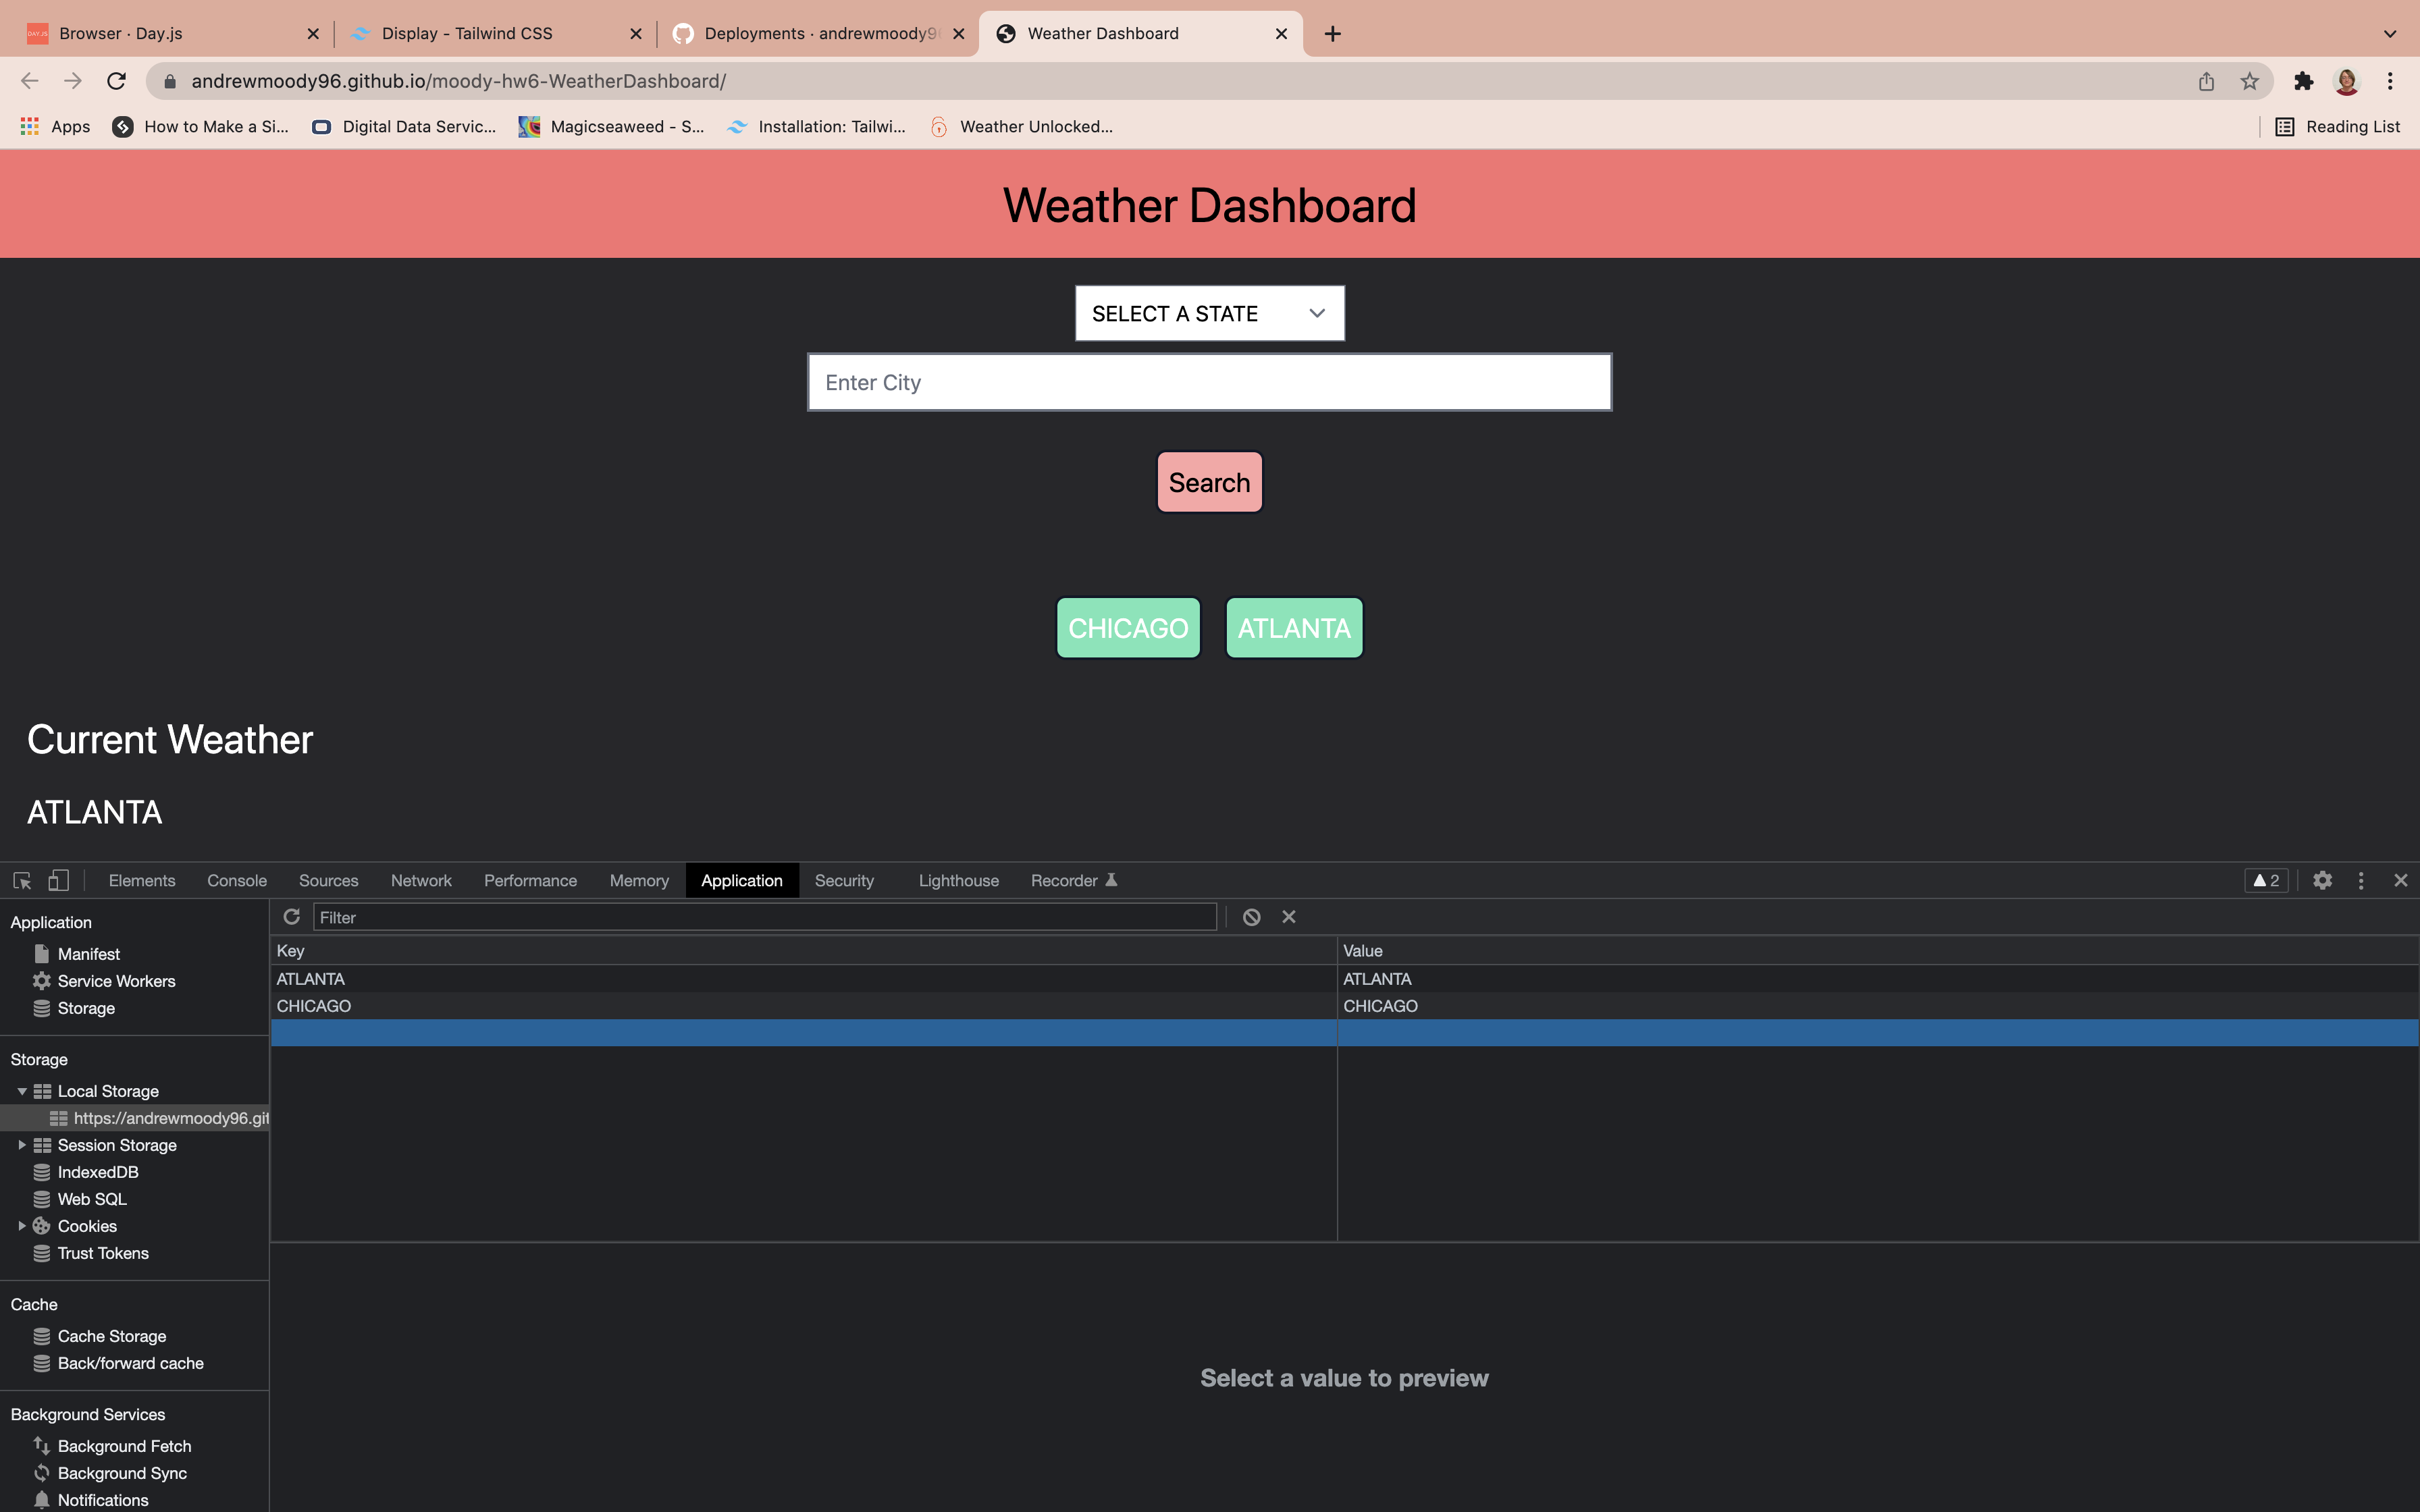 Browser · Day.js
Display - Tailwind CSS
Deployments · andrewmoody9
Weather Dashboard
andrewmoody96.github.io/moody-hw6-WeatherDashboard/
Apps
How to Make a Si...
Digital Data Servic...
Magicseaweed - S...
Installation: Tailwi...
Weather Unlocked...
Reading List
Weather Dashboard
SELECT A STATE
Enter City
Search
CHICAGO ATLANTA
Current Weather
ATLANTA
Elements Console Sources Network Performance Memory Application Security Lighthouse Recorder 2
Application
Manifest
Service Workers
Storage
Storage
Local Storage
https://andrewmoody96.git
Session Storage
IndexedDB
Web SQL
Cookies
Trust Tokens
Cache
Cache Storage
Back/forward cache
Background Services
Background Fetch
Background Sync
Notifications
Filter
Key Value
ATLANTA ATLANTA
CHICAGO CHICAGO
Select a value to preview